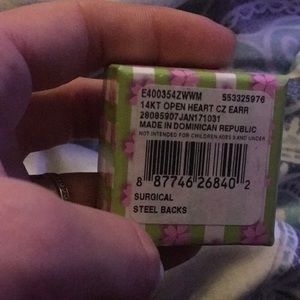 E400354ZWWM 553325976
14KT OPEN HEART CZ EARR
28095907JAN171031
MADE IN DOMINICAN REPUBLIC
NOT INTENDED FOR CHILDREN AGES 9 AND UNDER
8 87746 26840 2
SURGICAL
STEEL BACKS